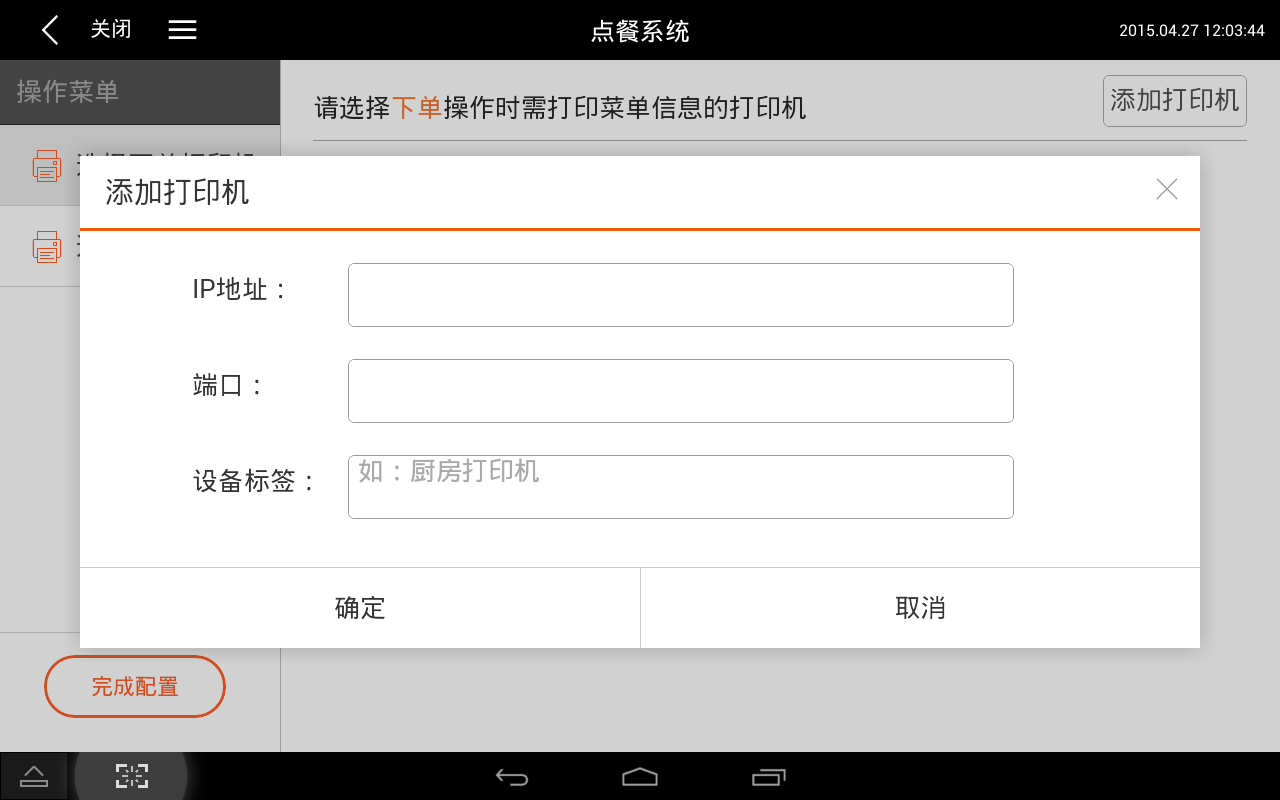 关闭
点餐系统
2015.04.27 12:03:44
操作菜单
请选择下单操作时需打印菜单信息的打印机
添加打印机
添加打印机
IP地址：
端口：
设备标签：
如：厨房打印机
确定
取消
完成配置